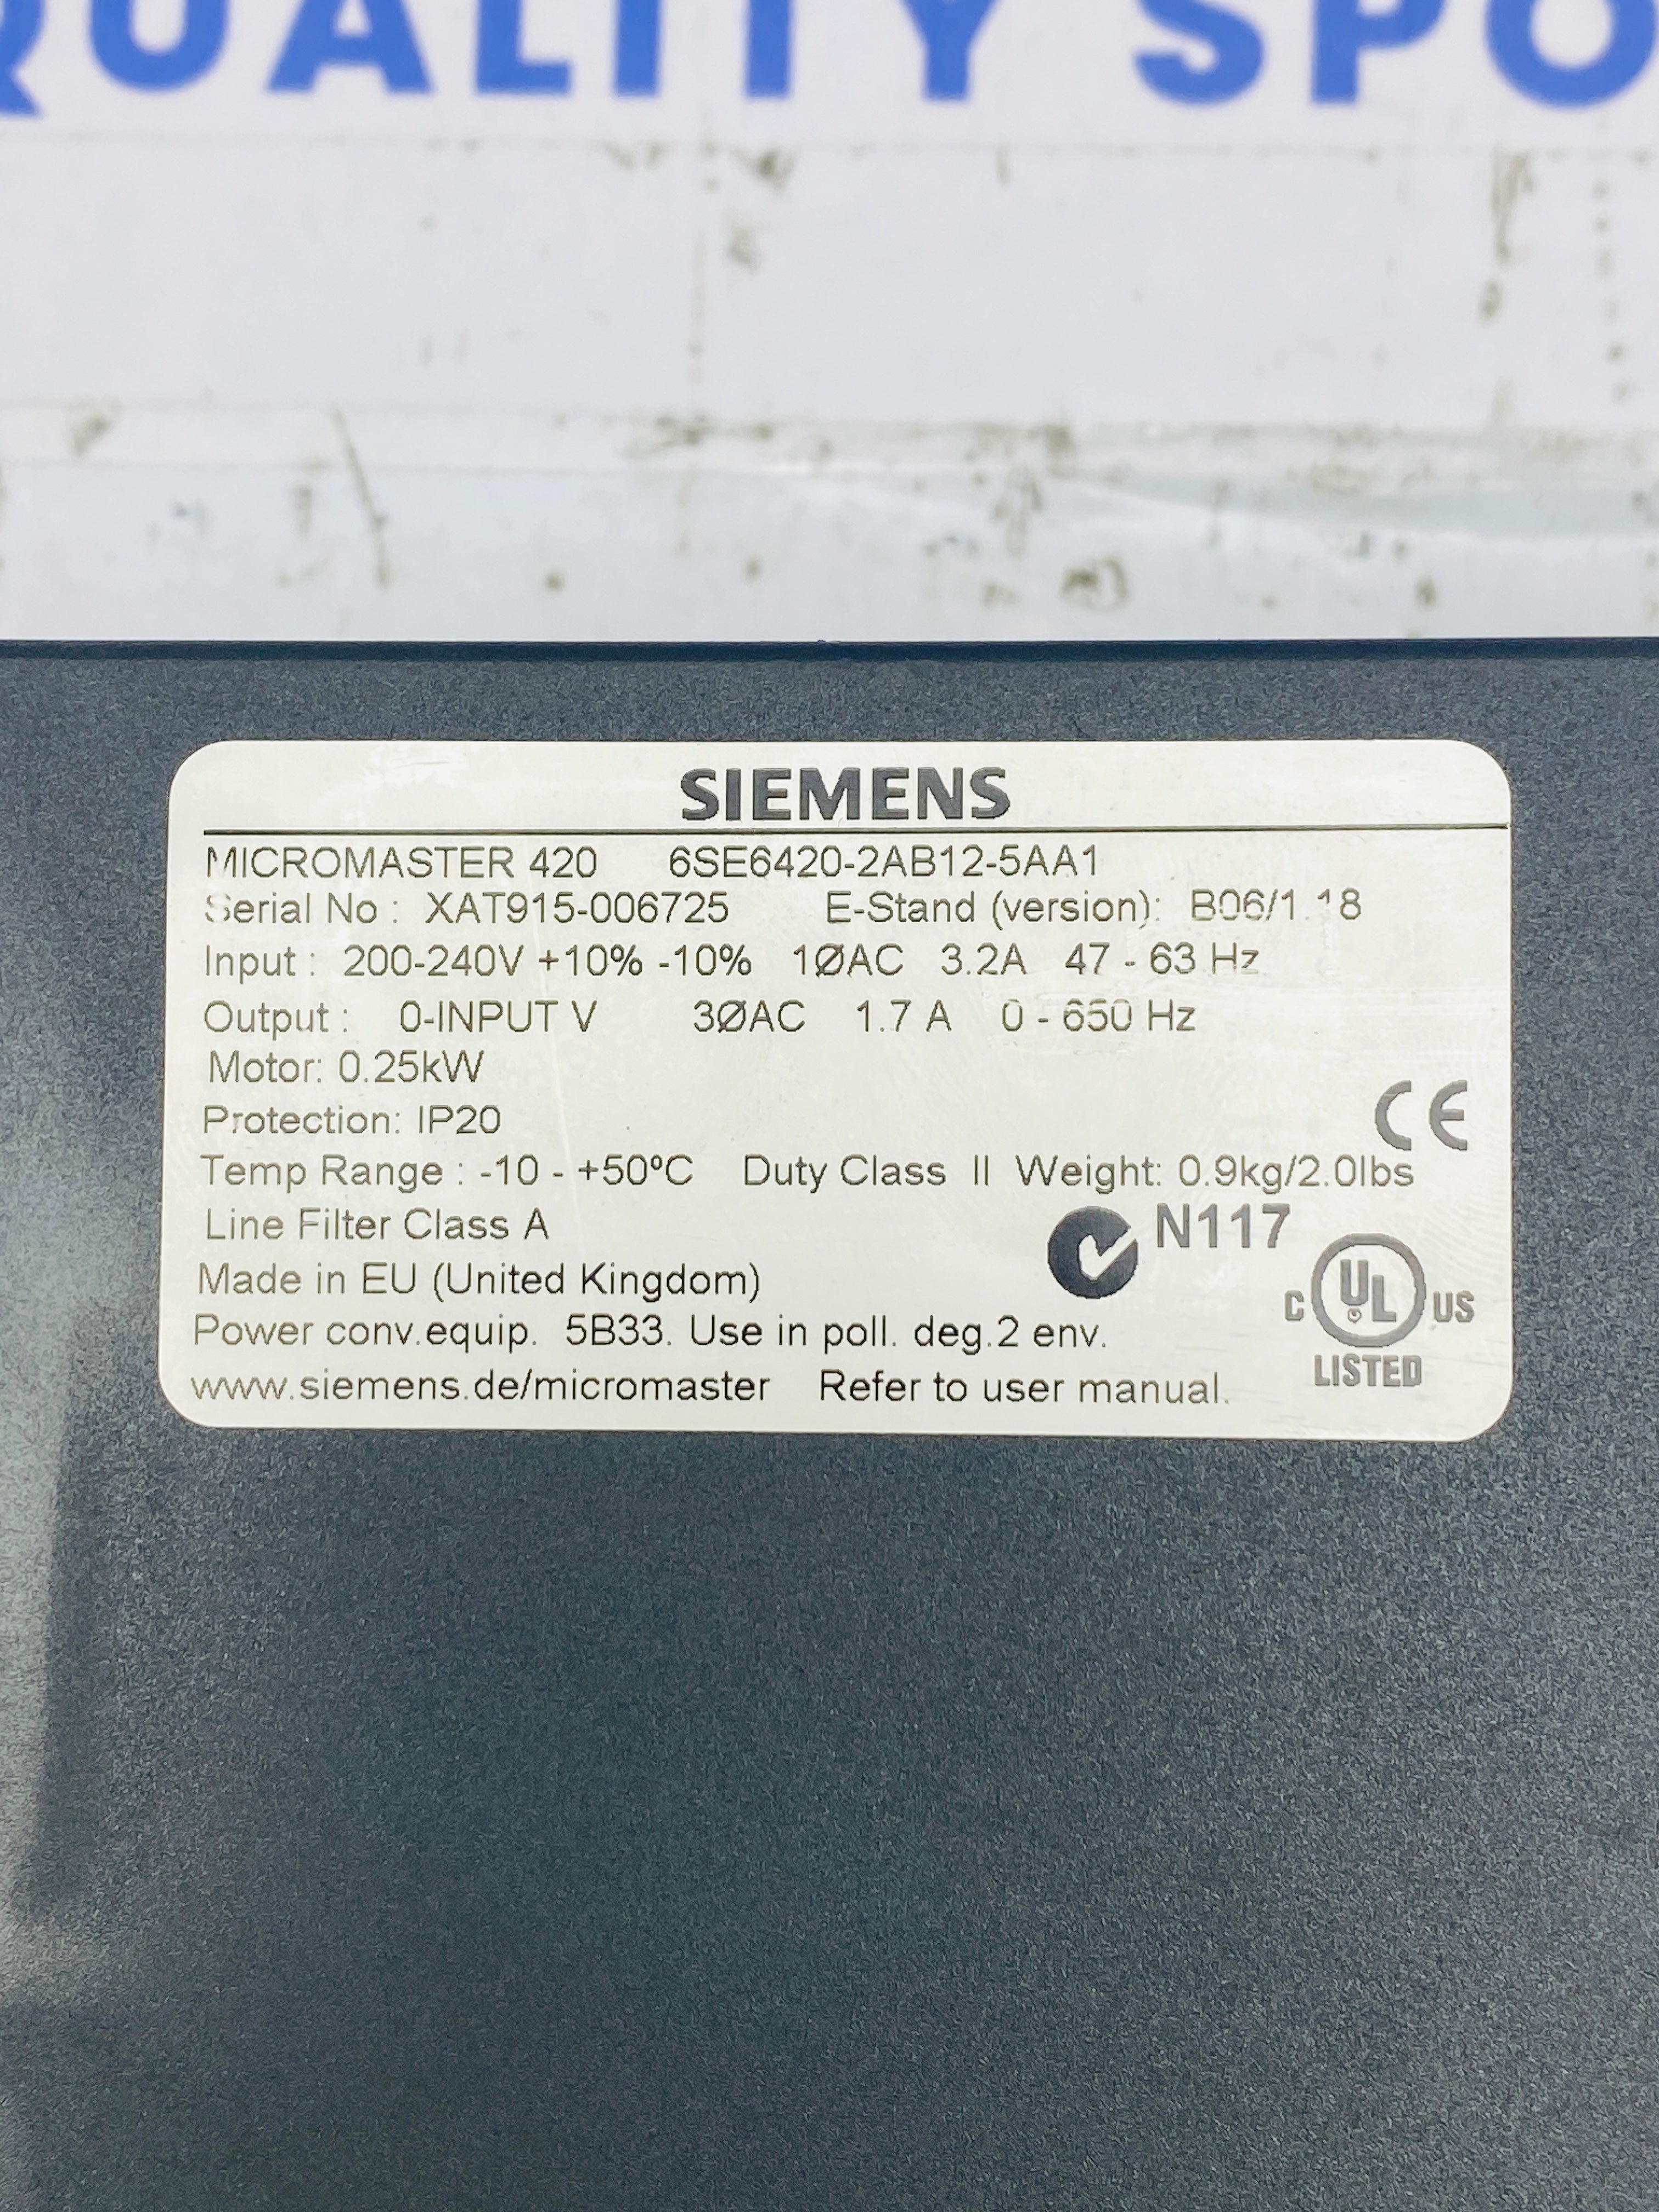 QUALITY SPO
SIEMENS
MICROMASTER 420 6SE6420-2AB12-5AA1
Serial No : XAT915-006725 E-Stand (version): B06/1.18
Input : 200-240V +10% -10% 1ØAC 3.2A 47 - 63 Hz
Output : 0-INPUT V 3ØAC 1.7 A 0 - 650 Hz
Motor: 0.25kW
Protection: IP20
CE
Temp Range : -10 - +50ºC Duty Class II Weight: 0.9kg/2.0lbs
Line Filter Class A
N117
Made in EU (United Kingdom)
C UL US
LISTED
Power conv.equip. 5B33. Use in poll. deg.2 env.
www.siemens.de/micromaster Refer to user manual.